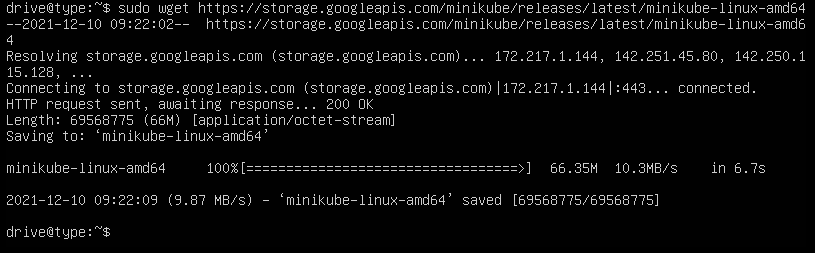 drive@type:~$ sudo wget https://storage.googleapis.com/minikube/releases/latest/minikube-linux-amd64
--2021-12-10 09:22:02--  https://storage.googleapis.com/minikube/releases/latest/minikube-linux-amd6
4
Resolving storage.googleapis.com (storage.googleapis.com)... 172.217.1.144, 142.251.45.80, 142.250.1
15.128, ...
Connecting to storage.googleapis.com (storage.googleapis.com)|172.217.1.144|:443... connected.
HTTP request sent, awaiting response... 200 OK
Length: 69568775 (66M) [application/octet-stream]
Saving to: ‘minikube-linux-amd64’
minikube-linux-amd64     100%[==================================>]  66.35M  10.3MB/s    in 6.7s
2021-12-10 09:22:09 (9.87 MB/s) - ‘minikube-linux-amd64’ saved [69568775/69568775]
drive@type:~$